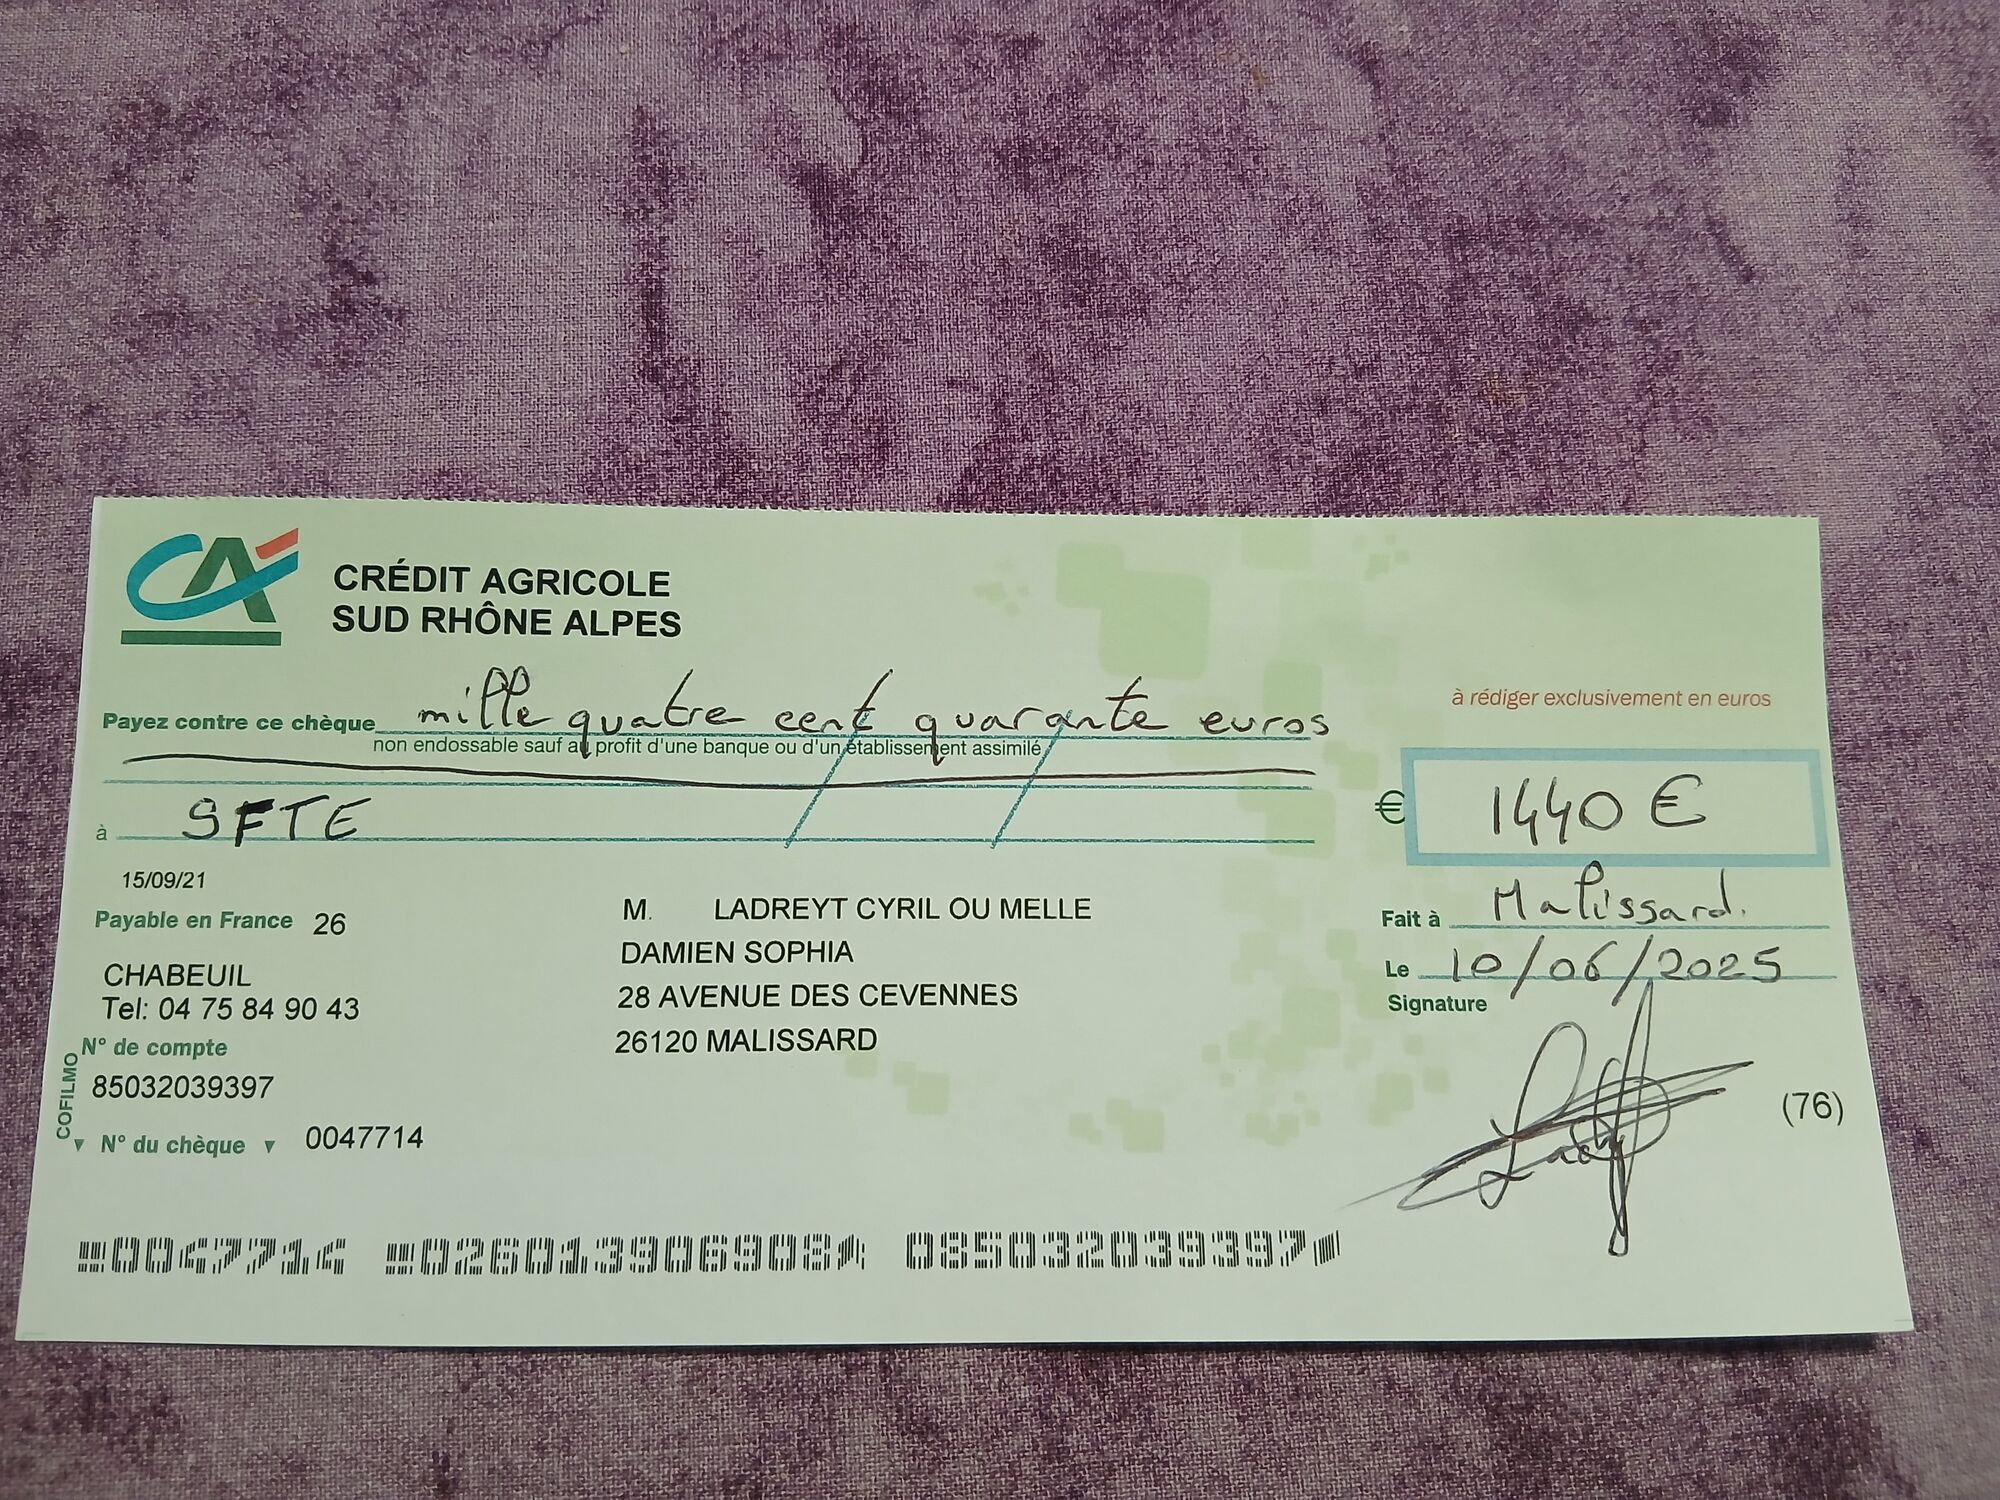 CA
CRÉDIT AGRICOLE
SUD RHÔNE ALPES
à rédiger exclusivement en euros
Payez contre ce chèque mille quatre cent quarante euros
non endossable sauf au profit d'une banque ou d'un établissement assimilé
€ 1440 €
à SFTE
15/09/21
Payable en France 26
CHABEUIL
Tel: 04 75 84 90 43
N° de compte
85032039397
COFILMO
N° du chèque 0047714
M. LADREYT CYRIL OU MELLE
DAMIEN SOPHIA
28 AVENUE DES CEVENNES
26120 MALISSARD
Fait à Malissard.
Le 10/06/2025
Signature
(76)
0047714 026013906908 085032039397